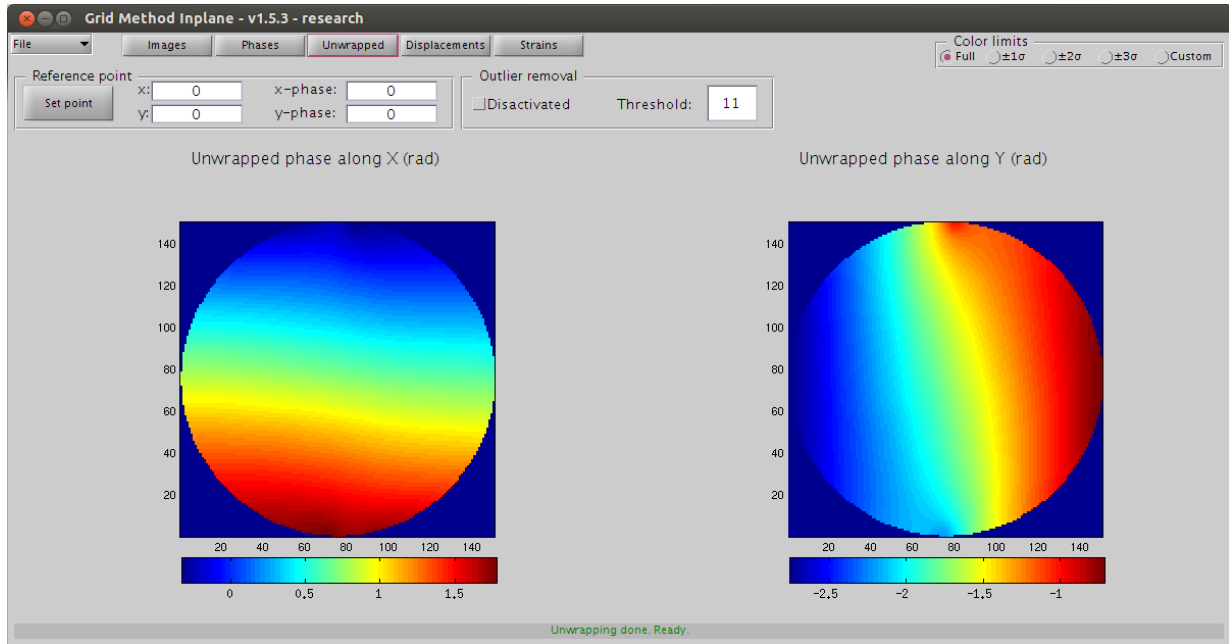 Grid Method Inplane - v1.5.3 - research
File Images Phases Unwrapped Displacements Strains
Color limits
Full ±1σ ±2σ ±3σ Custom
Reference point
Set point
x: 0 x-phase: 0
y: 0 y-phase: 0
Outlier removal
Disactivated Threshold: 11
Unwrapped phase along X (rad)
140
120
100
80
60
40
20
20 40 60 80 100 120 140
0 0.5 1 1.5
Unwrapped phase along Y (rad)
140
120
100
80
60
40
20
20 40 60 80 100 120 140
-2.5 -2 -1.5 -1
Unwrapping done. Ready.